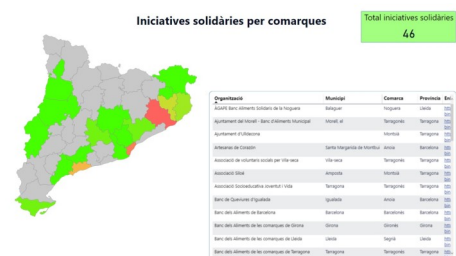 Iniciatives solidàries per comarques
Total iniciatives solidàries
46
Organització Municipi Comarca Província
AGAPE Banc Aliments Solidaris de la Noguera Balaguer Noguera Lleida
Ajuntament del Morell - Banc d'Aliments Municipal Morell, el Tarragonès Tarragona
Ajuntament d'Ulldecona Montsià Tarragona
Artesanes de Corazón Santa Margarida de Montbui Anoia Barcelona
Associació de voluntaris socials per Vila-seca Vila-seca Tarragonès Tarragona
Associació Amposta Montsià Tarragona
Associació Socioeducativa Joventut i Vida Tarragona Tarragonès Tarragona
Banc de Queviures d'Igualada Igualada Anoia Barcelona
Banc dels Aliments de Barcelona Barcelona Barcelonès Barcelona
Banc dels Aliments de les comarques de Girona Girona Gironès Girona
Banc dels Aliments de les comarques de Lleida Lleida Segrià Lleida
Banc dels Aliments de les comarques de Tarragona Tarragona Tarragonès Tarragona